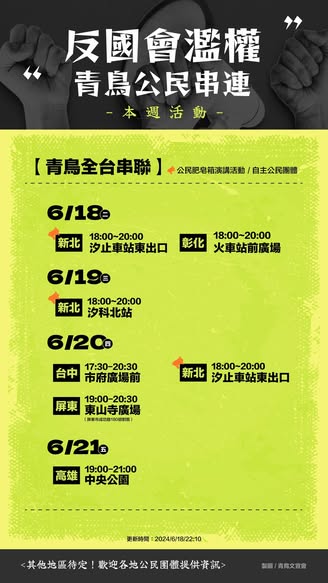 ”
反國會濫權
“
青鳥公民串連
- 本週活動 -
【青鳥全台串聯】 公民肥皂箱演講活動 / 自主公民團體
6/18 二
新北 18:00~20:00 汐止車站東出口
彰化 18:00~20:00 火車站前廣場
6/19 三
新北 18:00~20:00 汐科北站
6/20 四
台中 17:30~20:30 市府廣場前
新北 18:00~20:00 汐止車站東出口
屏東 19:00~20:30 東山寺廣場
6/21 五
高雄 19:00~21:00 中央公園
更新時間：2024/6/18/22:10
<其他地區待定！歡迎各地公民團體提供資訊>
製圖 / 青鳥文宣會